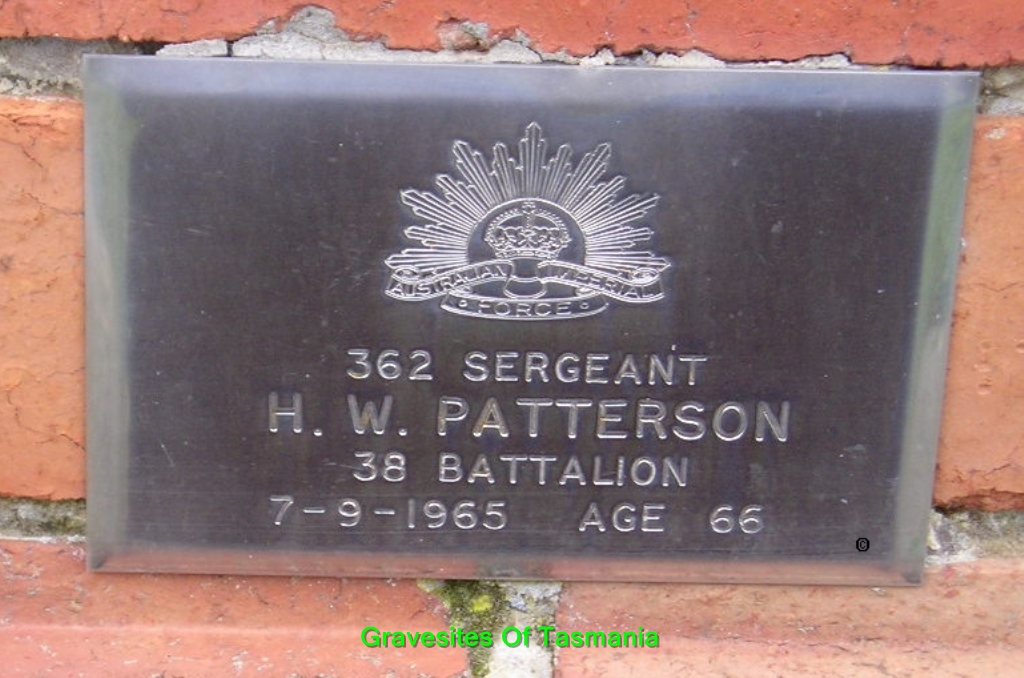 AUSTRALIAN IMPERIAL
FORCE
362 SERGEANT
H. W. PATTERSON
38 BATTALION
7-9-1965 AGE 66
©
Gravesites Of Tasmania